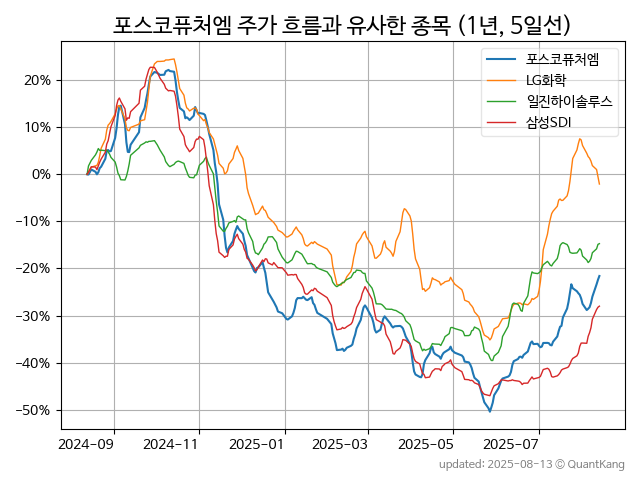 포스코퓨처엠 주가 흐름과 유사한 종목 (1년, 5일선)
포스코퓨처엠
LG화학
일진하이솔루스
삼성SDI
20%
10%
0%
−10%
−20%
−30%
−40%
−50%
2024-09
2024-11
2025-01
2025-03
2025-05
2025-07
updated: 2025-08-13 © QuantKang